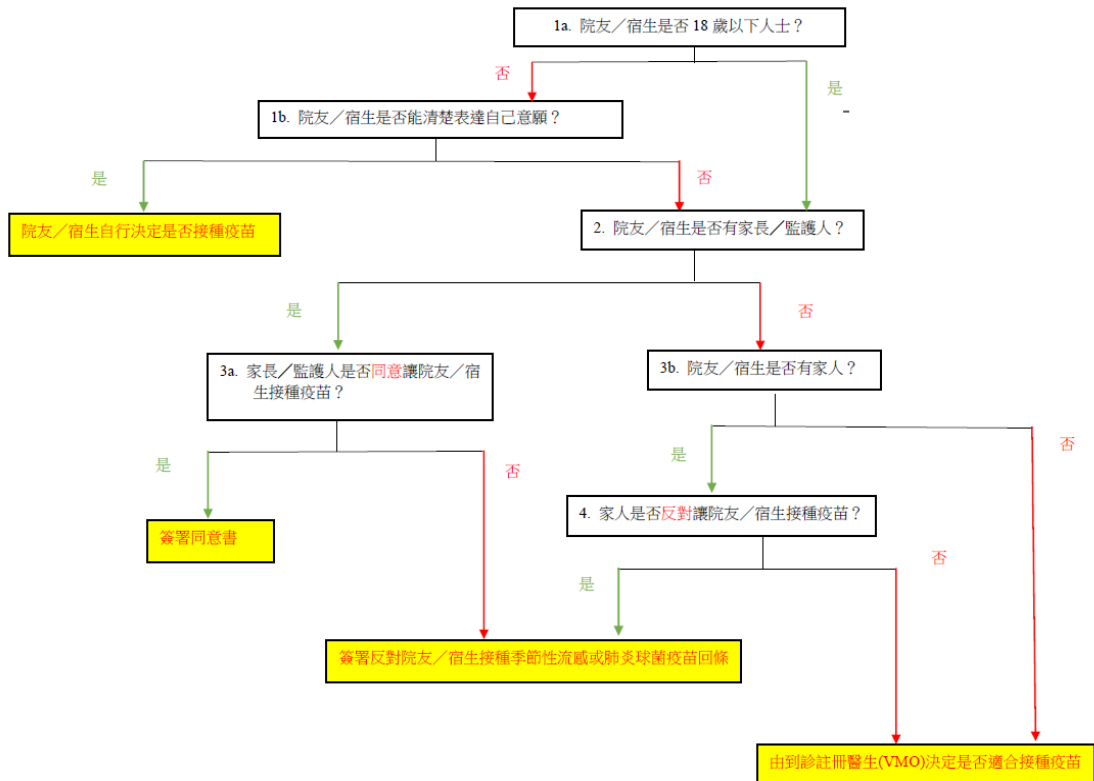 1a. 院友／宿生是否 18 歲以下人士？
否
是
1b. 院友／宿生是否能清楚表達自己意願？
是
否
院友／宿生自行決定是否接種疫苗
2. 院友／宿生是否有家長／監護人？
是
否
3a. 家長／監護人是否同意讓院友／宿
生接種疫苗？
3b. 院友／宿生是否有家人？
是
否
是
否
簽署同意書
4. 家人是否反對讓院友／宿生接種疫苗？
是
否
簽署反對院友／宿生接種季節性流感或肺炎球菌疫苗回條
由到診註冊醫生(VMO)決定是否適合接種疫苗